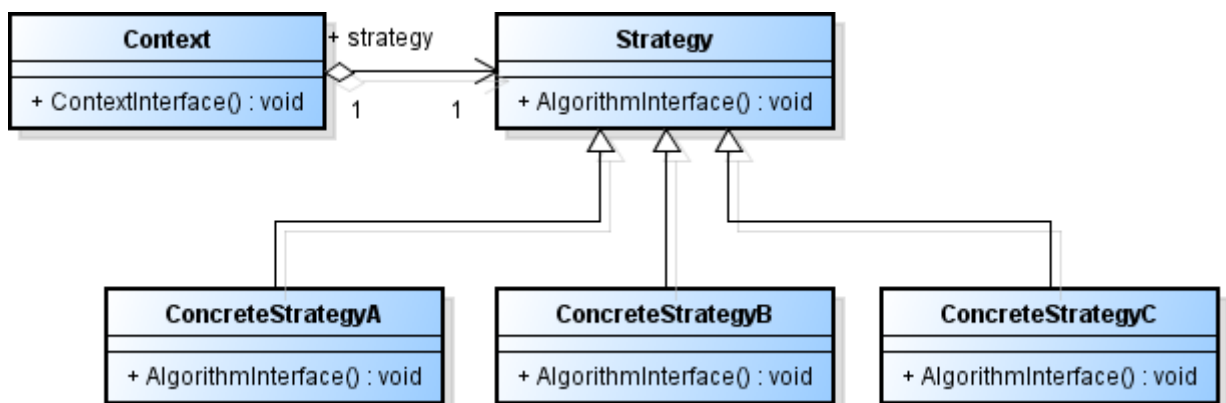 Context
+ strategy
Strategy
+ ContextInterface() : void
1
1
+ AlgorithmInterface() : void
ConcreteStrategyA
ConcreteStrategyB
ConcreteStrategyC
+ AlgorithmInterface() : void
+ AlgorithmInterface() : void
+ AlgorithmInterface() : void